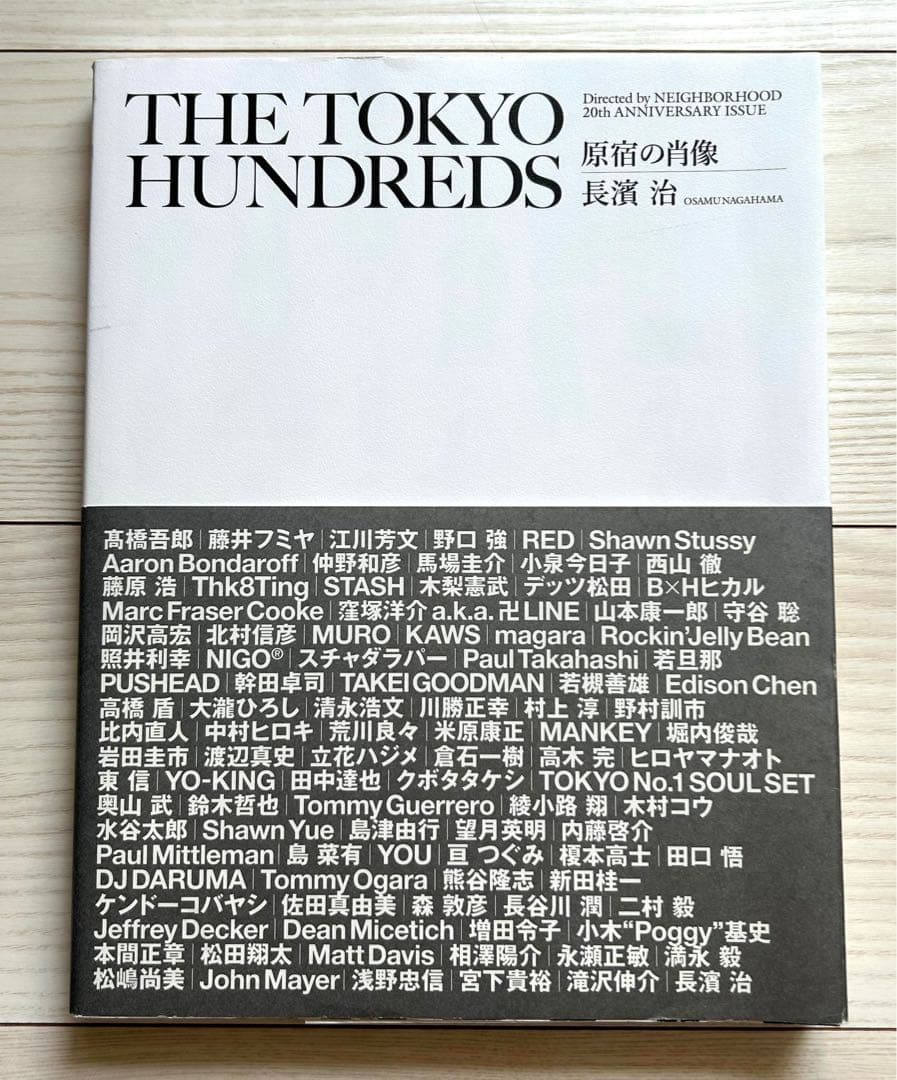 THE TOKYO
HUNDREDS
Directed by NEIGHBORHOOD
20th ANNIVERSARY ISSUE
原宿の肖像
長濱 治 OSAMU NAGAHAMA
髙橋吾郎|藤井フミヤ|江川芳文|野口 強|RED|Shawn Stussy
Aaron Bondaroff|仲野和彦|馬場圭介|小泉今日子|西山 徹
藤原 浩|Thk8Ting|STASH|木梨憲武|デッツ松田|B×Hヒカル
Marc Fraser Cooke|窪塚洋介 a.k.a. 卍LINE|山本康一郎|守谷 聡
岡沢高宏|北村信彦|MURO|KAWS|magara|Rockin'Jelly Bean
照井利幸|NIGO®|スチャダラパー|Paul Takahashi|若旦那
PUSHEAD|幹田卓司|TAKEI GOODMAN|若槻善雄|Edison Chen
高橋 盾|大瀧ひろし|清永浩文|川勝正幸|村上 淳|野村訓市
比内直人|中村ヒロキ|荒川良々|米原康正|MANKEY|堀内俊哉
岩田圭市|渡辺真史|立花ハジメ|倉石一樹|高木 完|ヒロヤマナオト
東 信|YO-KING|田中達也|クボタタケシ|TOKYO No.1 SOUL SET
奥山 武|鈴木哲也|Tommy Guerrero|綾小路 翔|木村コウ
水谷太郎|Shawn Yue|島津由行|望月英明|内藤啓介
Paul Mittleman|島 菜有|YOU|亘 つぐみ|榎本高士|田口 悟
DJ DARUMA|Tommy Ogara|熊谷隆志|新田桂一
ケンドーコバヤシ|佐田真由美|森 敦彦|長谷川 潤|二村 毅
Jeffrey Decker|Dean Micetich|増田令子|小木“Poggy”基史
本間正章|松田翔太|Matt Davis|相澤陽介|永瀬正敏|満永 毅
松嶋尚美|John Mayer|浅野忠信|宮下貴裕|滝沢伸介|長濱 治